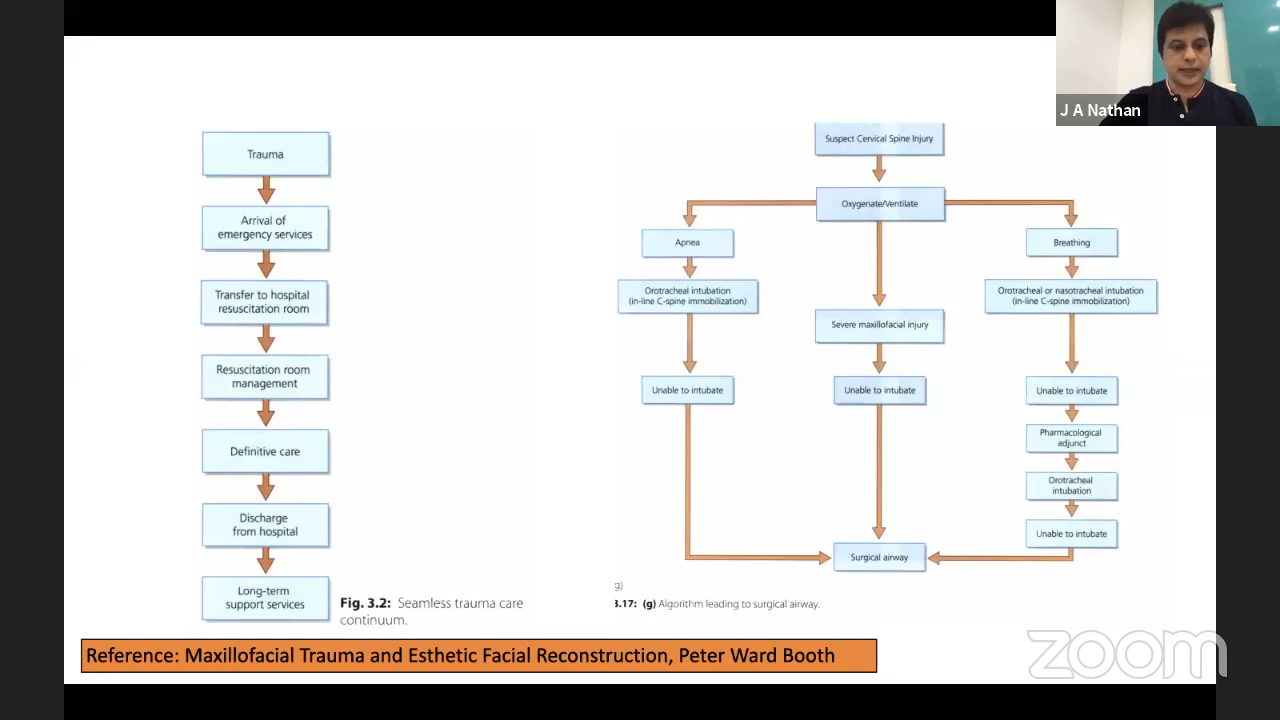 J A Nathan
Trauma
Arrival of
emergency services
Transfer to hospital
resuscitation room
Resuscitation room
management
Definitive care
Discharge
from hospital
Long-term
support services
Fig. 3.2: Seamless trauma care
continuum.
Suspect Cervical Spine Injury
Oxygenate/Ventilate
Apnea
Orotracheal intubation
(in-line C-spine immobilization)
Unable to intubate
Severe maxillofacial injury
Unable to intubate
Breathing
Orotracheal or nasotracheal intubation
(in-line C-spine immobilization)
Unable to intubate
Pharmacological
adjunct
Orotracheal
intubation
Unable to intubate
Surgical airway
g)
3.17: (g) Algorithm leading to surgical airway.
Reference: Maxillofacial Trauma and Esthetic Facial Reconstruction, Peter Ward Booth
zoom